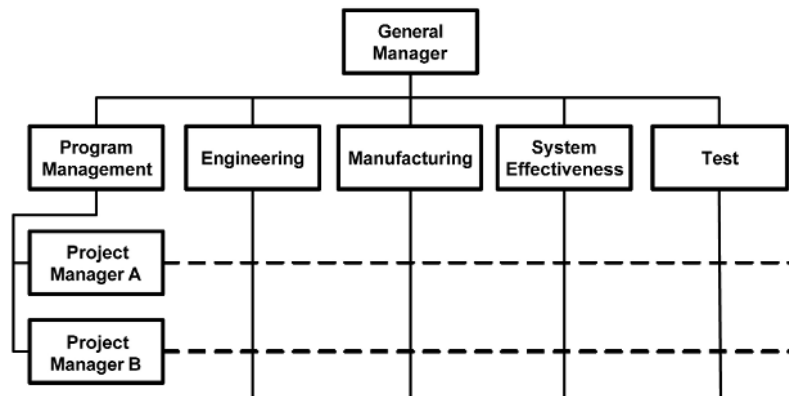 General
Manager
Program
Management
Engineering
Manufacturing
System
Effectiveness
Test
Project
Manager A
Project
Manager B